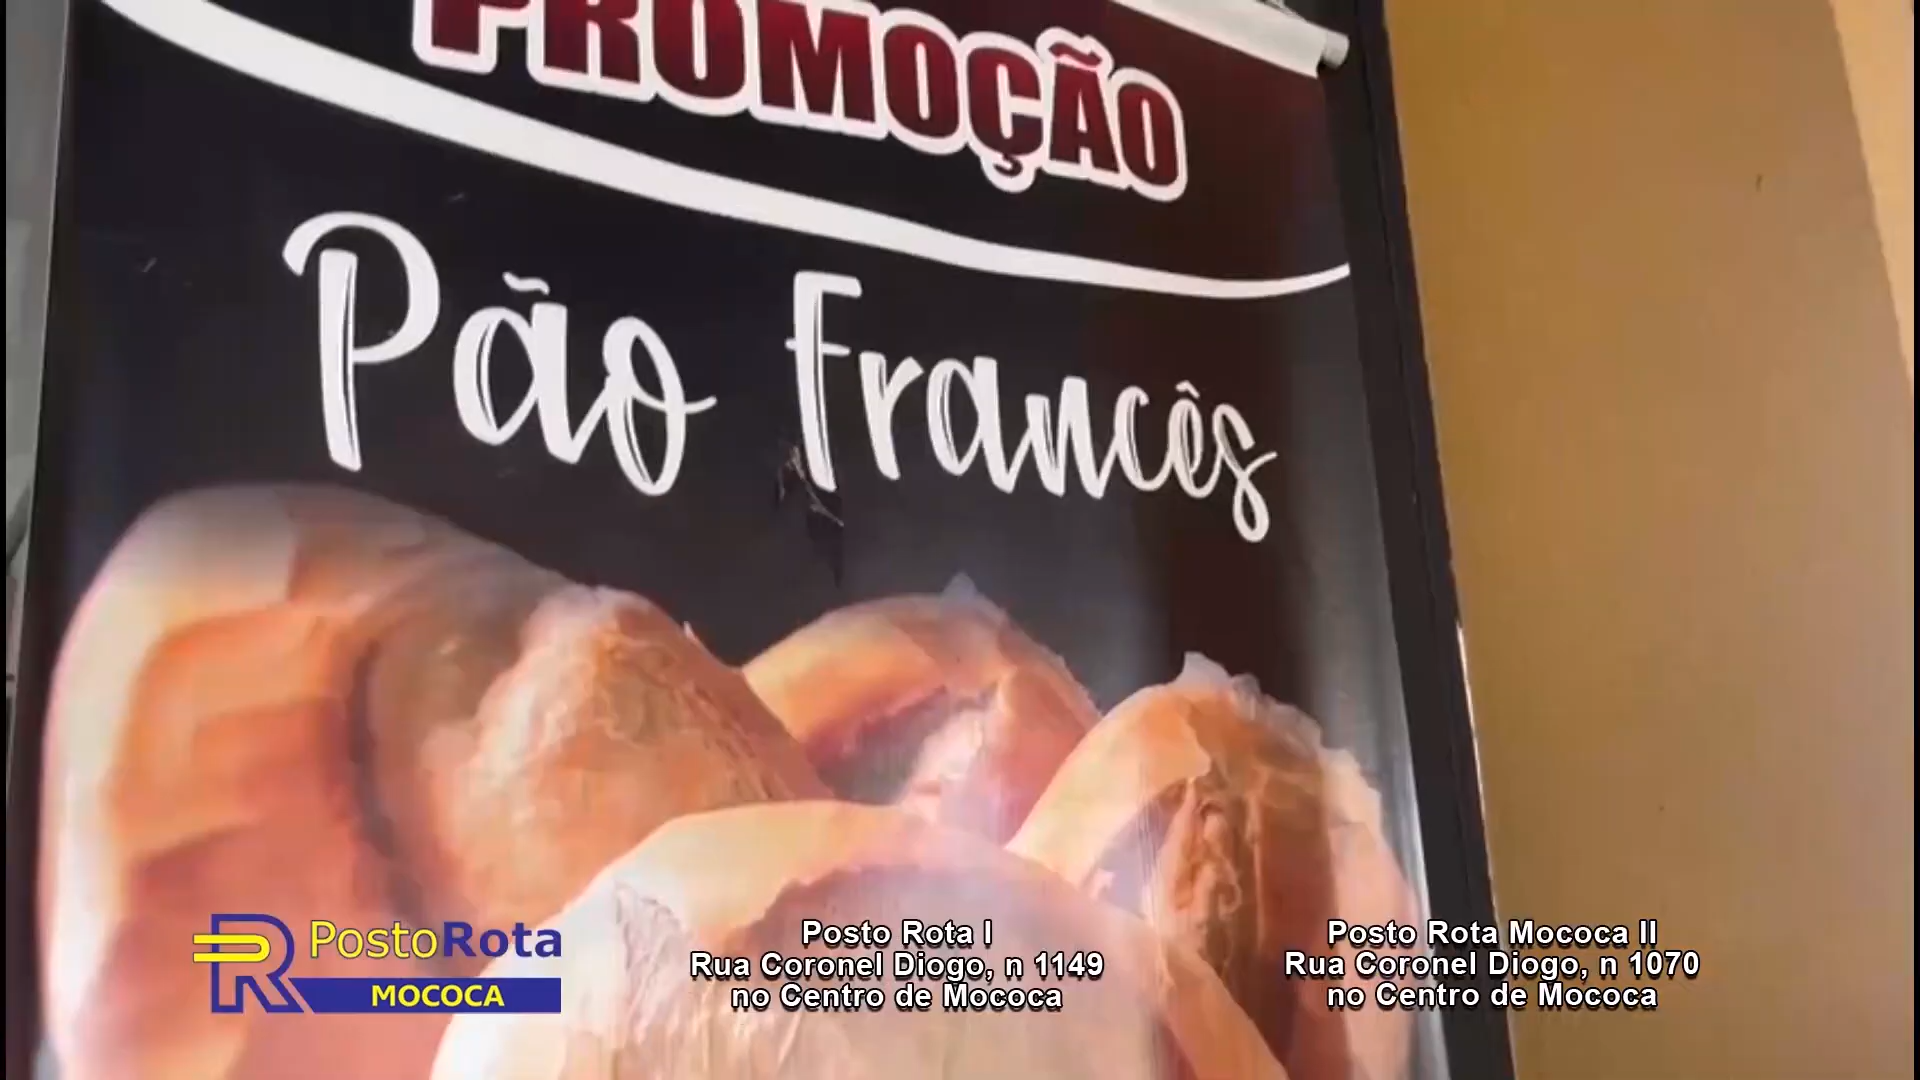 PROMOÇÃO
Pão Francês
PostoRota
MOCOCA
Posto Rota I
Rua Coronel Diogo, n 1149
no Centro de Mococa
Posto Rota Mococa II
Rua Coronel Diogo, n 1070
no Centro de Mococa